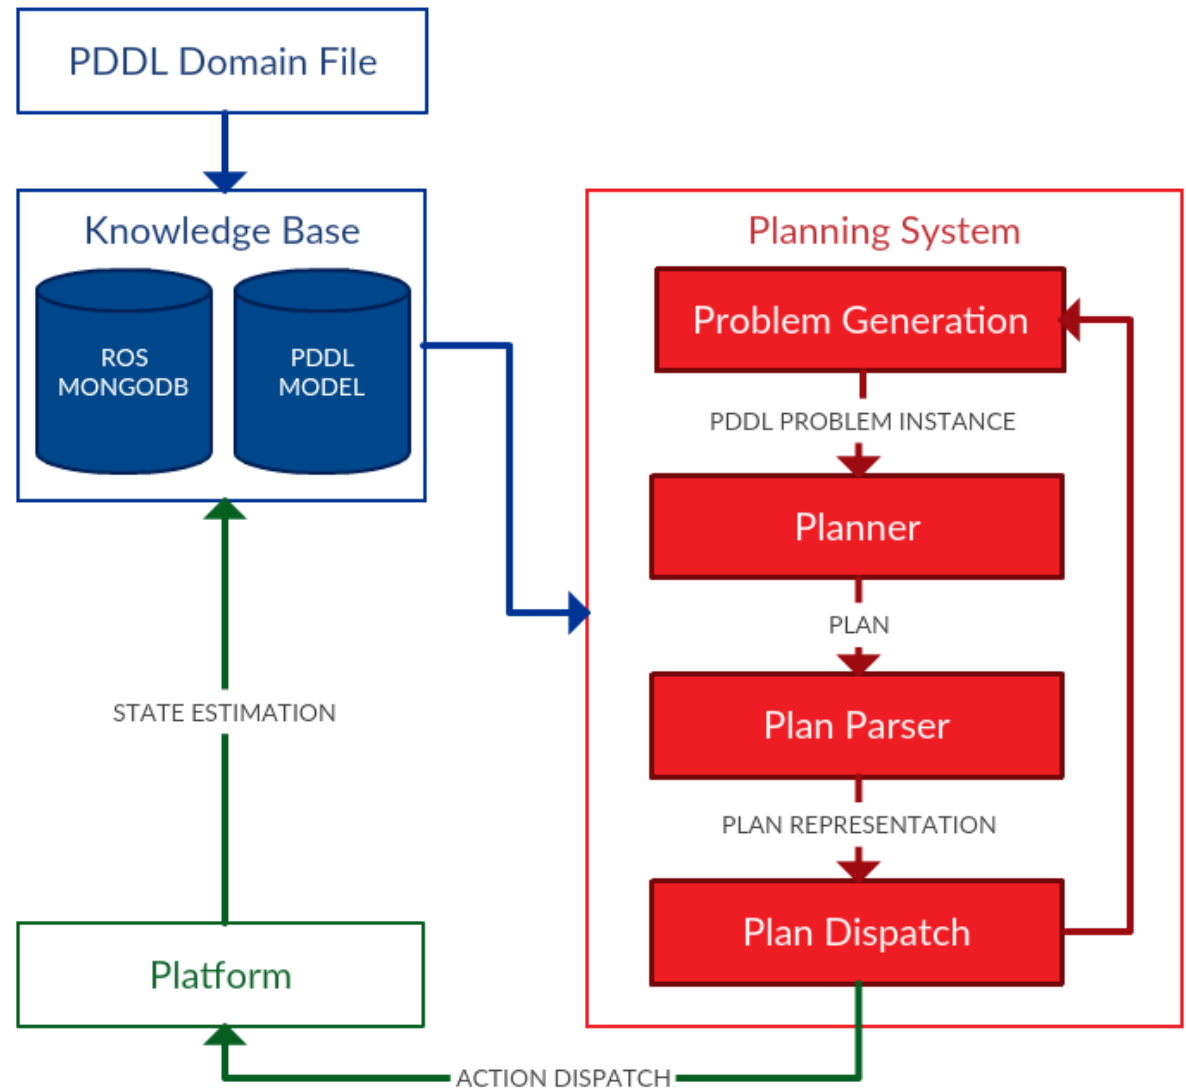 PDDL Domain File
Knowledge Base
ROS
MONGODB
PDDL
MODEL
Planning System
Problem Generation
PDDL PROBLEM INSTANCE
Planner
PLAN
Plan Parser
PLAN REPRESENTATION
Plan Dispatch
STATE ESTIMATION
Platform
ACTION DISPATCH